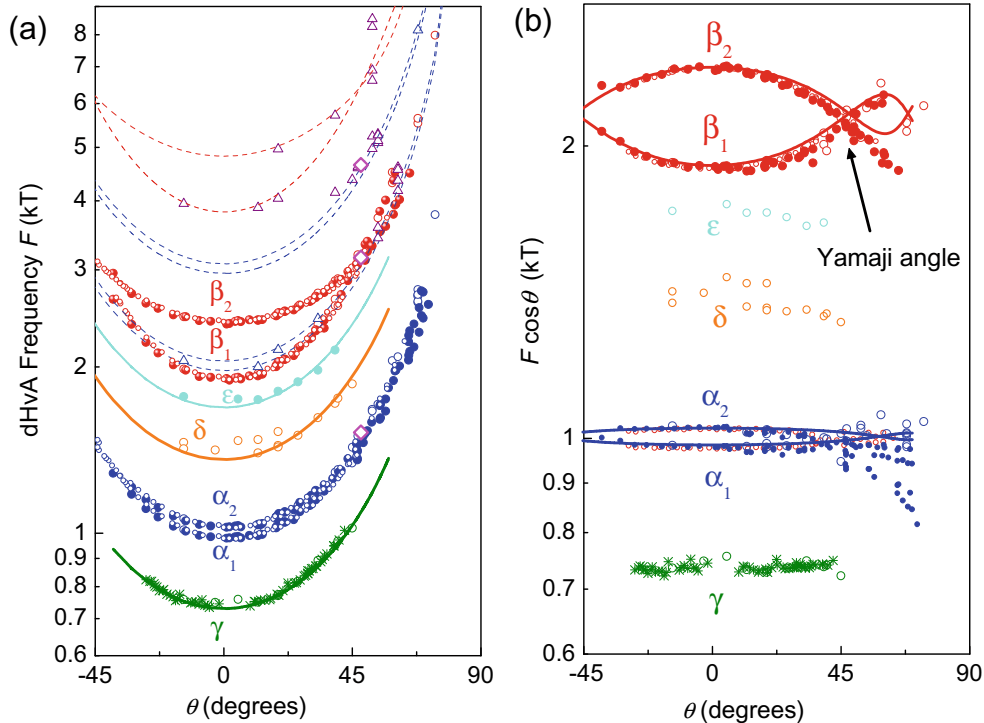 (a)
8
7
6
5
4
3
2
1
0.9
0.8
0.7
0.6
dHvA Frequency F (kT)
β₂
β₁
ε
δ
α₂
α₁
γ
-45 0 45 90
θ (degrees)
(b)
2
1
0.9
0.8
0.7
0.6
F cosθ (kT)
β₂
β₁
ε
Yamaji angle
δ
α₂
α₁
γ
-45 0 45 90
θ (degrees)